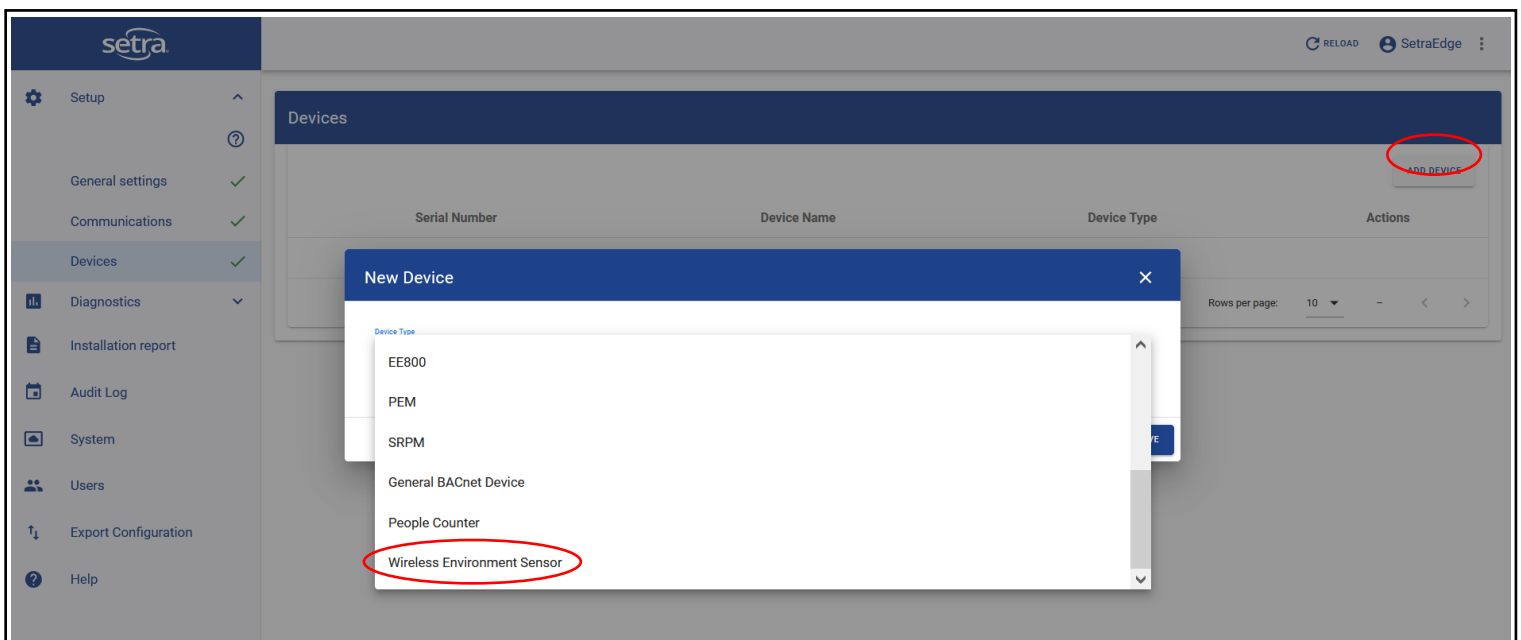 setra
RELOAD SetraEdge
Setup
General settings
Communications
Devices
Diagnostics
Installation report
Audit Log
System
Users
Export Configuration
Help
Devices
ADD DEVICE
Serial Number Device Name Device Type Actions
Rows per page: 10 –
New Device
Device Type
EE800
PEM
SRPM
General BACnet Device
People Counter
Wireless Environment Sensor